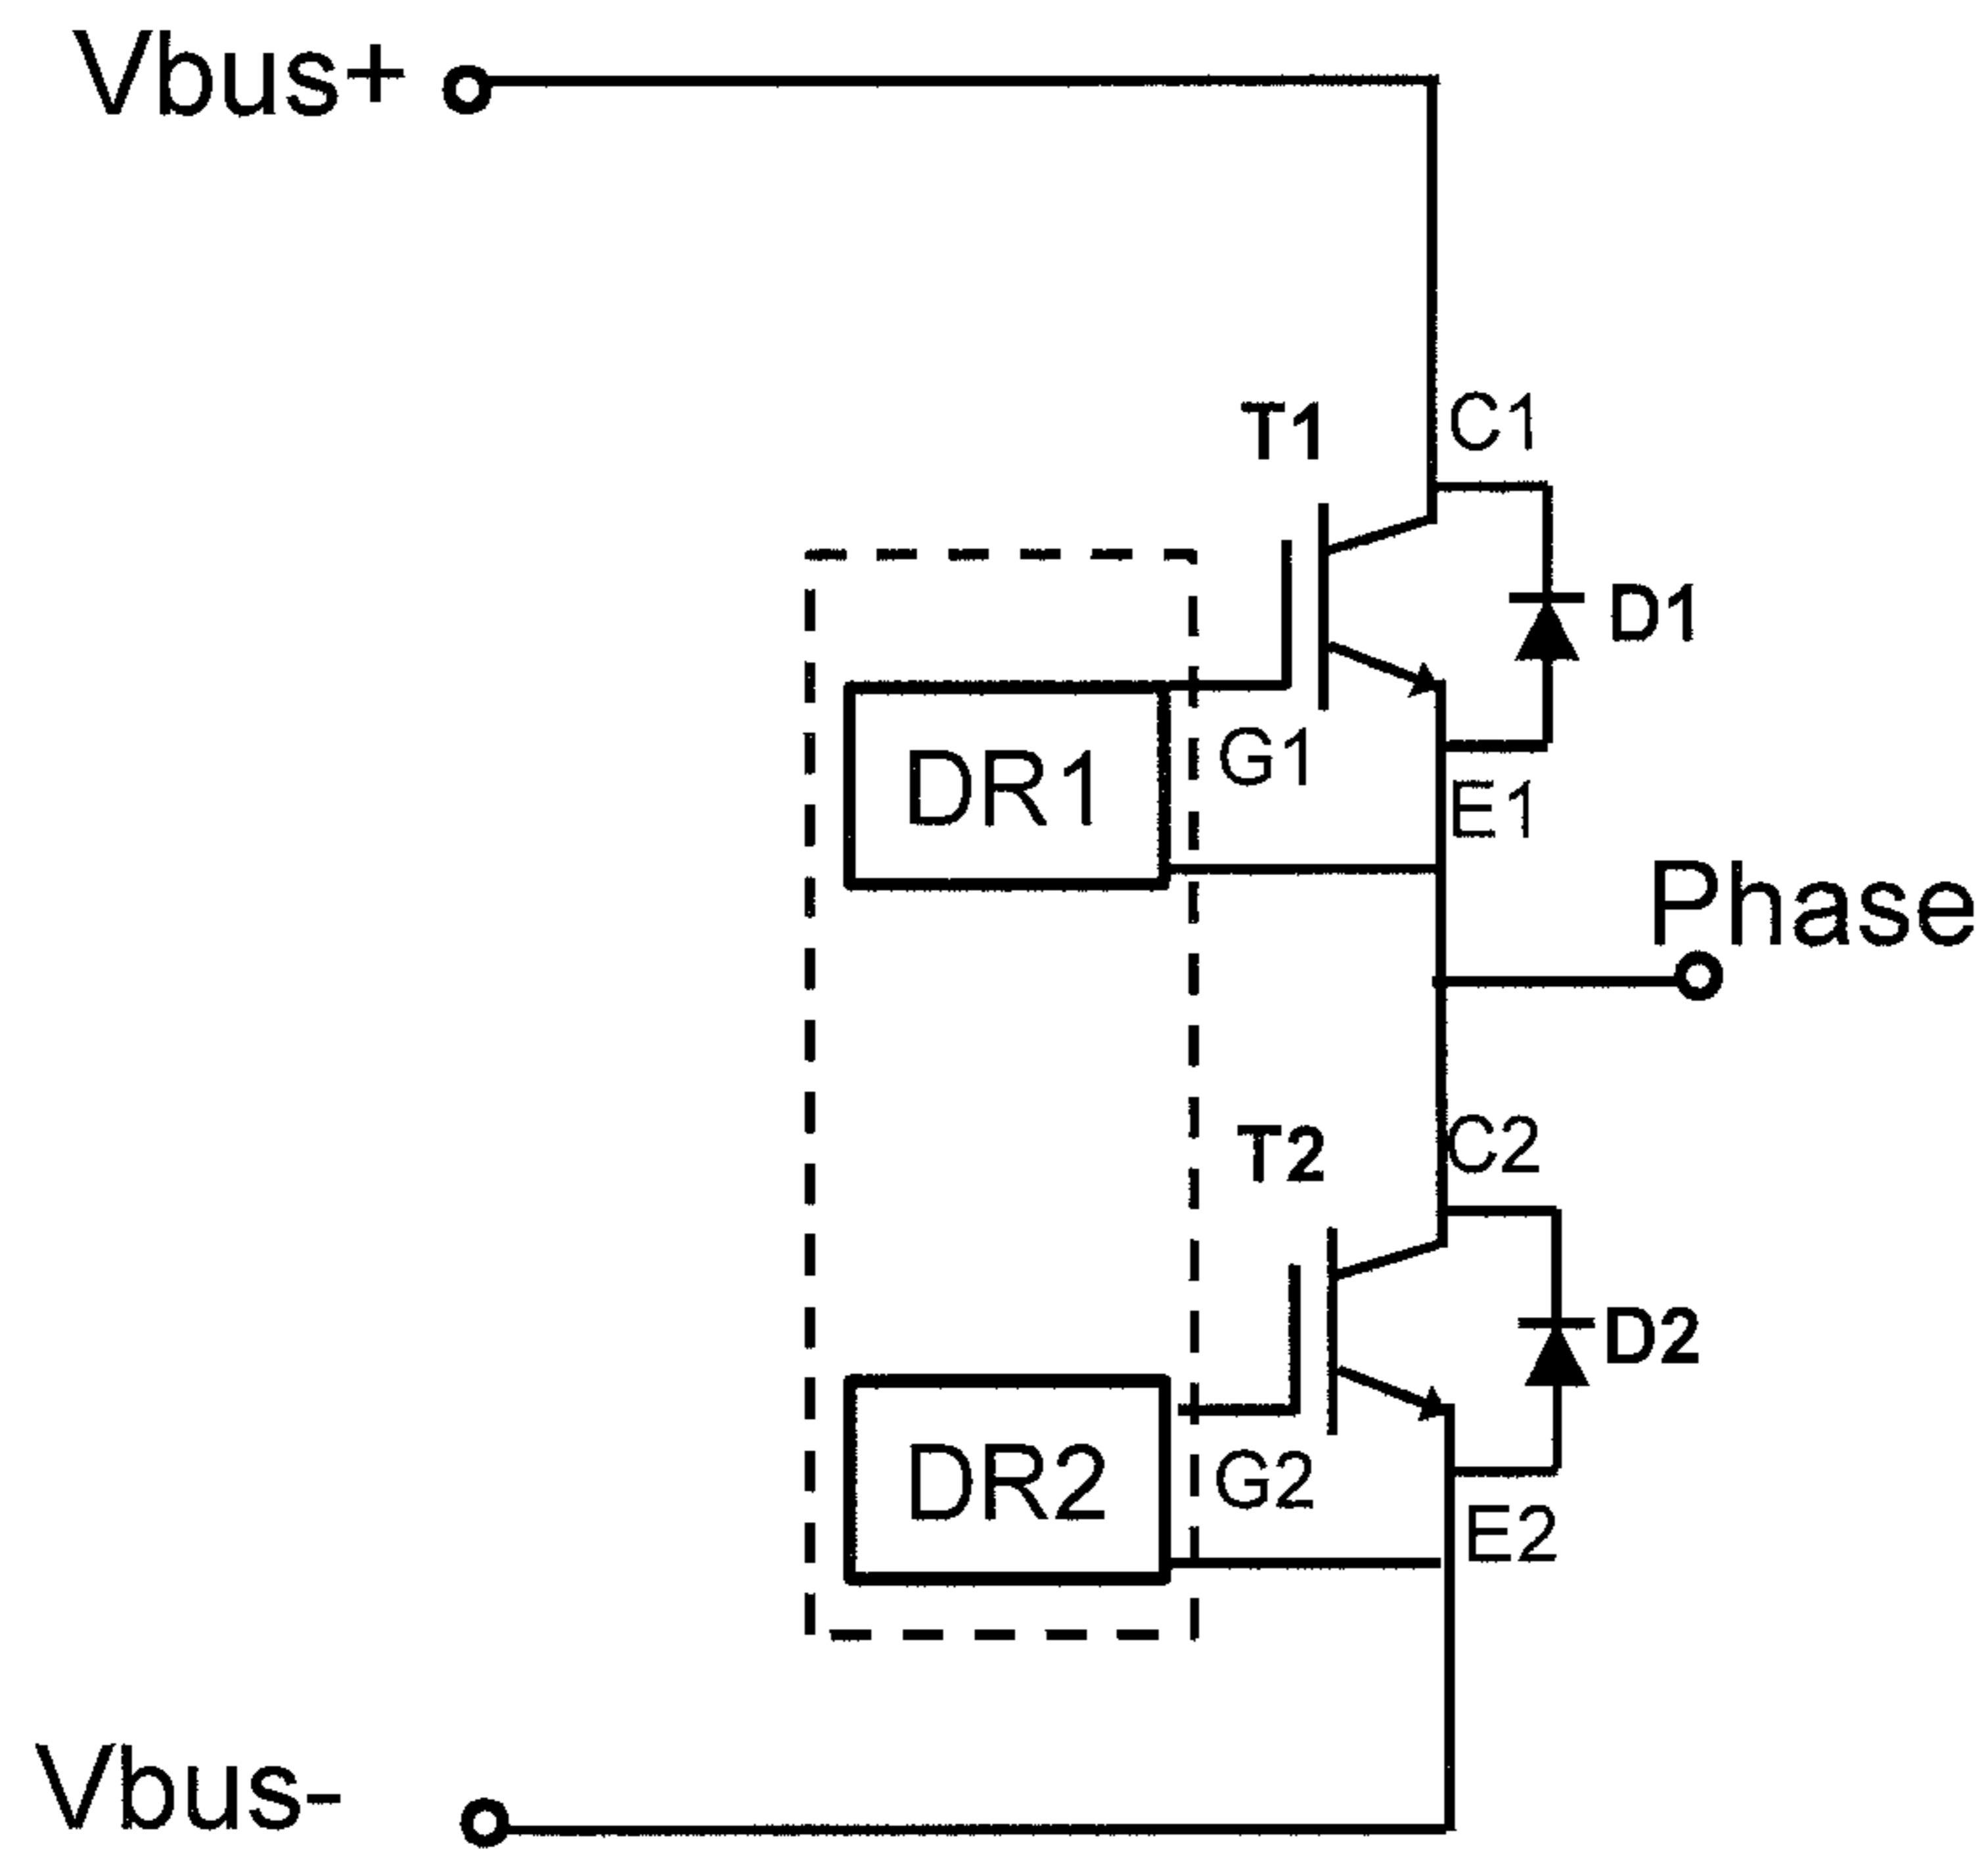 Vbus+
T1
C1
D1
DR1
G1
E1
Phase
T2
C2
D2
DR2
G2
E2
Vbus-